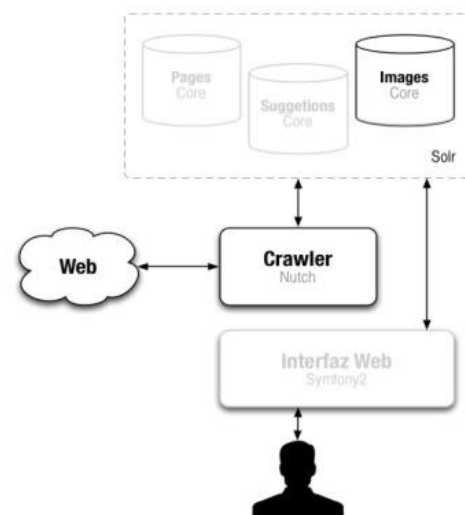 Pages
Core
Suggetions
Core
Images
Core
Solr
Web
Crawler
Nutch
Interfaz Web
Symfony2